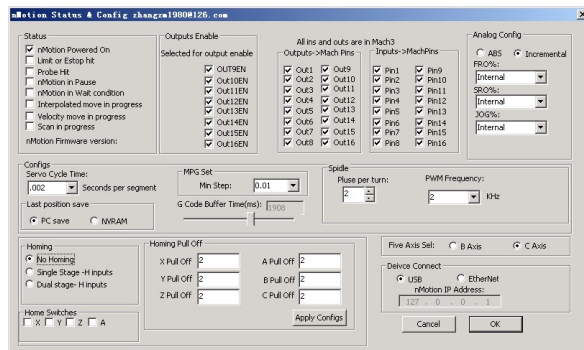 nMotion Status & Config zhangzm1980@126.com
Status
nMotion Powered On
Limit or Estop hit
Probe Hit
nMotion in Pause
nMotion in Wait condition
Interpolated move in progress
Velocity move in progress
Scan in progress
nMotion Firmware version:
Outputs Enable
Selected for output enable
OUT9EN
Out10EN
Out11EN
Out12EN
Out13EN
Out14EN
Out15EN
Out16EN
All ins and outs are in Mach3
Outputs->Mach Pins
Out1 Out9
Out2 Out10
Out3 Out11
Out4 Out12
Out5 Out13
Out6 Out14
Out7 Out15
Out8 Out16
Inputs->MachPins
Pin1 Pin9
Pin2 Pin10
Pin3 Pin11
Pin4 Pin12
Pin5 Pin13
Pin6 Pin14
Pin7 Pin15
Pin8 Pin16
Analog Config
ABS Incremental
FRO%:
Internal
SRO%:
Internal
JOG%:
Internal
Configs
Servo Cycle Time:
.002 Seconds per segment
Last position save
PC save NVRAM
MPG Set
Min Step: 0.01
G Code Buffer Time(ms): 1908
Spidle
Pluse per turn:
2
PWM Frequency:
2 KHz
Homing
No Homing
Single Stage -H inputs
Dual stage- H inputs
Home Switches
X Y Z A
Homing Pull Off
X Pull Off 2 A Pull Off 2
Y Pull Off 2 B Pull Off 2
Z Pull Off 2 C Pull Off 2
Apply Configs
Five Axis Sel: B Axis C Axis
Deivce Connect
USB EtherNet
nMotion IP Address:
127 . 0 . 0 . 1
Cancel OK